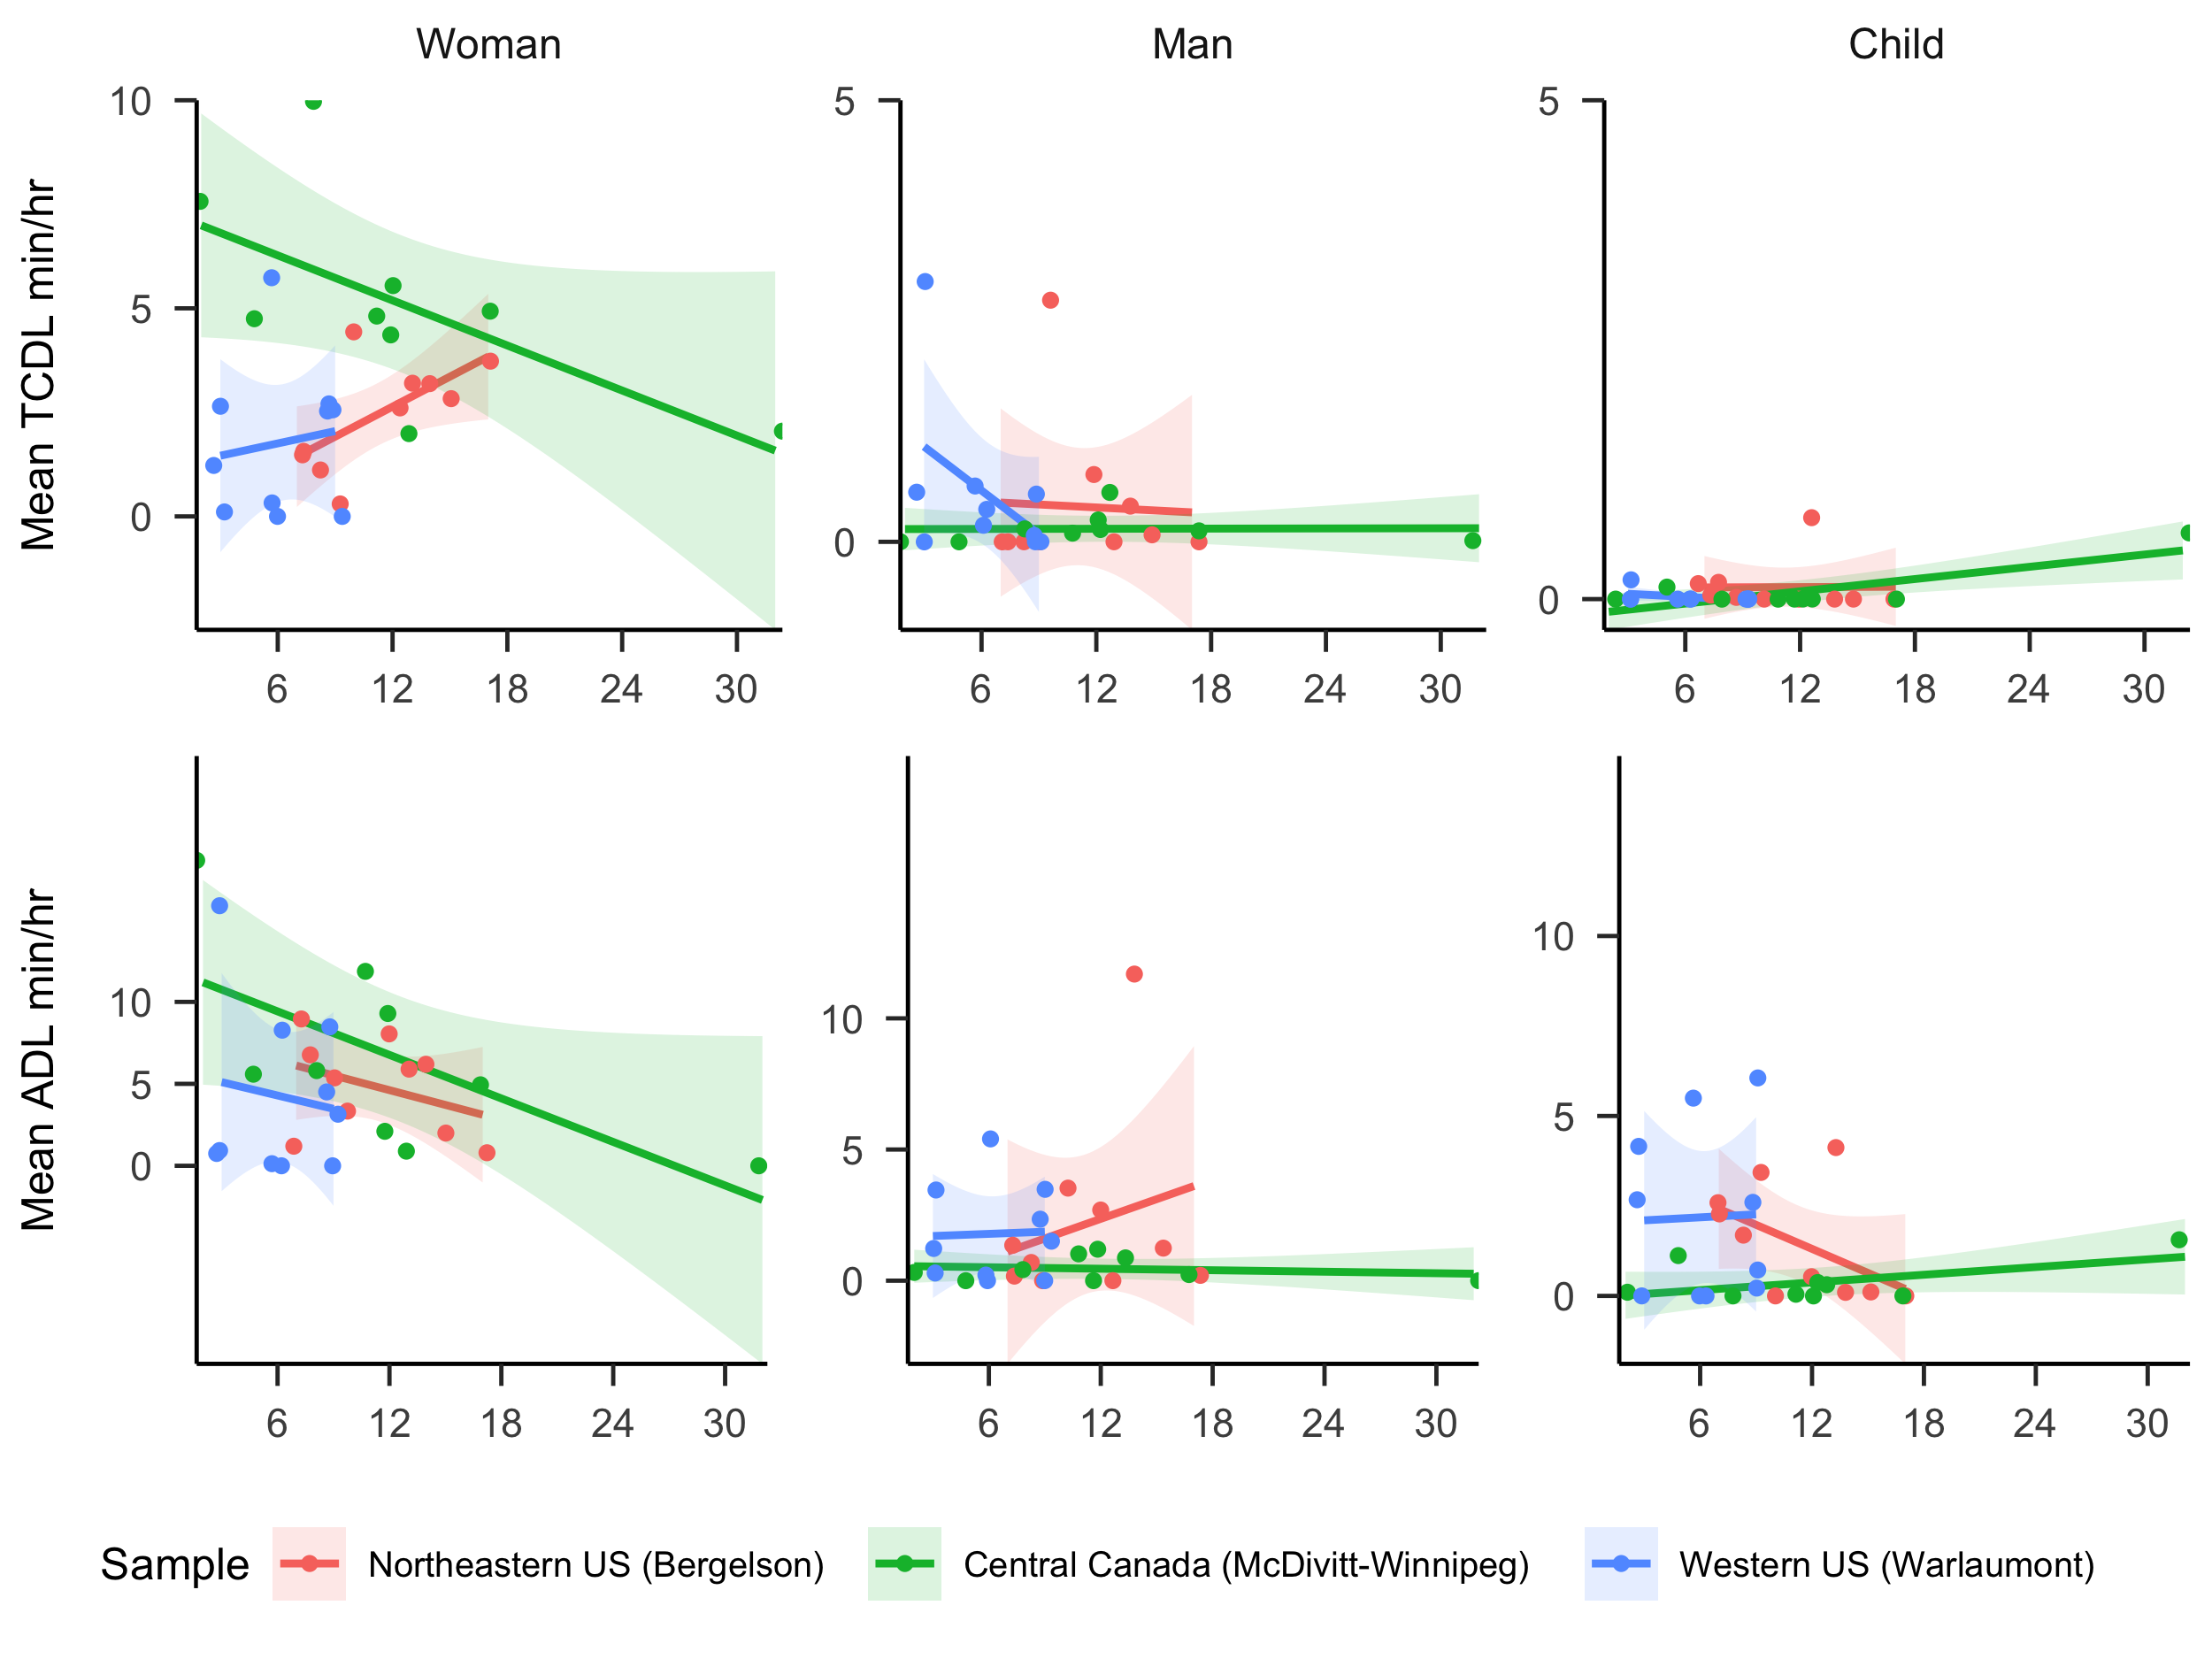 Woman Man Child
Mean TCDL min/hr
10
5
0
6 12 18 24 30
5
0
6 12 18 24 30
5
0
6 12 18 24 30
Mean ADL min/hr
10
5
0
6 12 18 24 30
10
5
0
6 12 18 24 30
10
5
0
6 12 18 24 30
Sample Northeastern US (Bergelson) Central Canada (McDivitt-Winnipeg) Western US (Warlaumont)